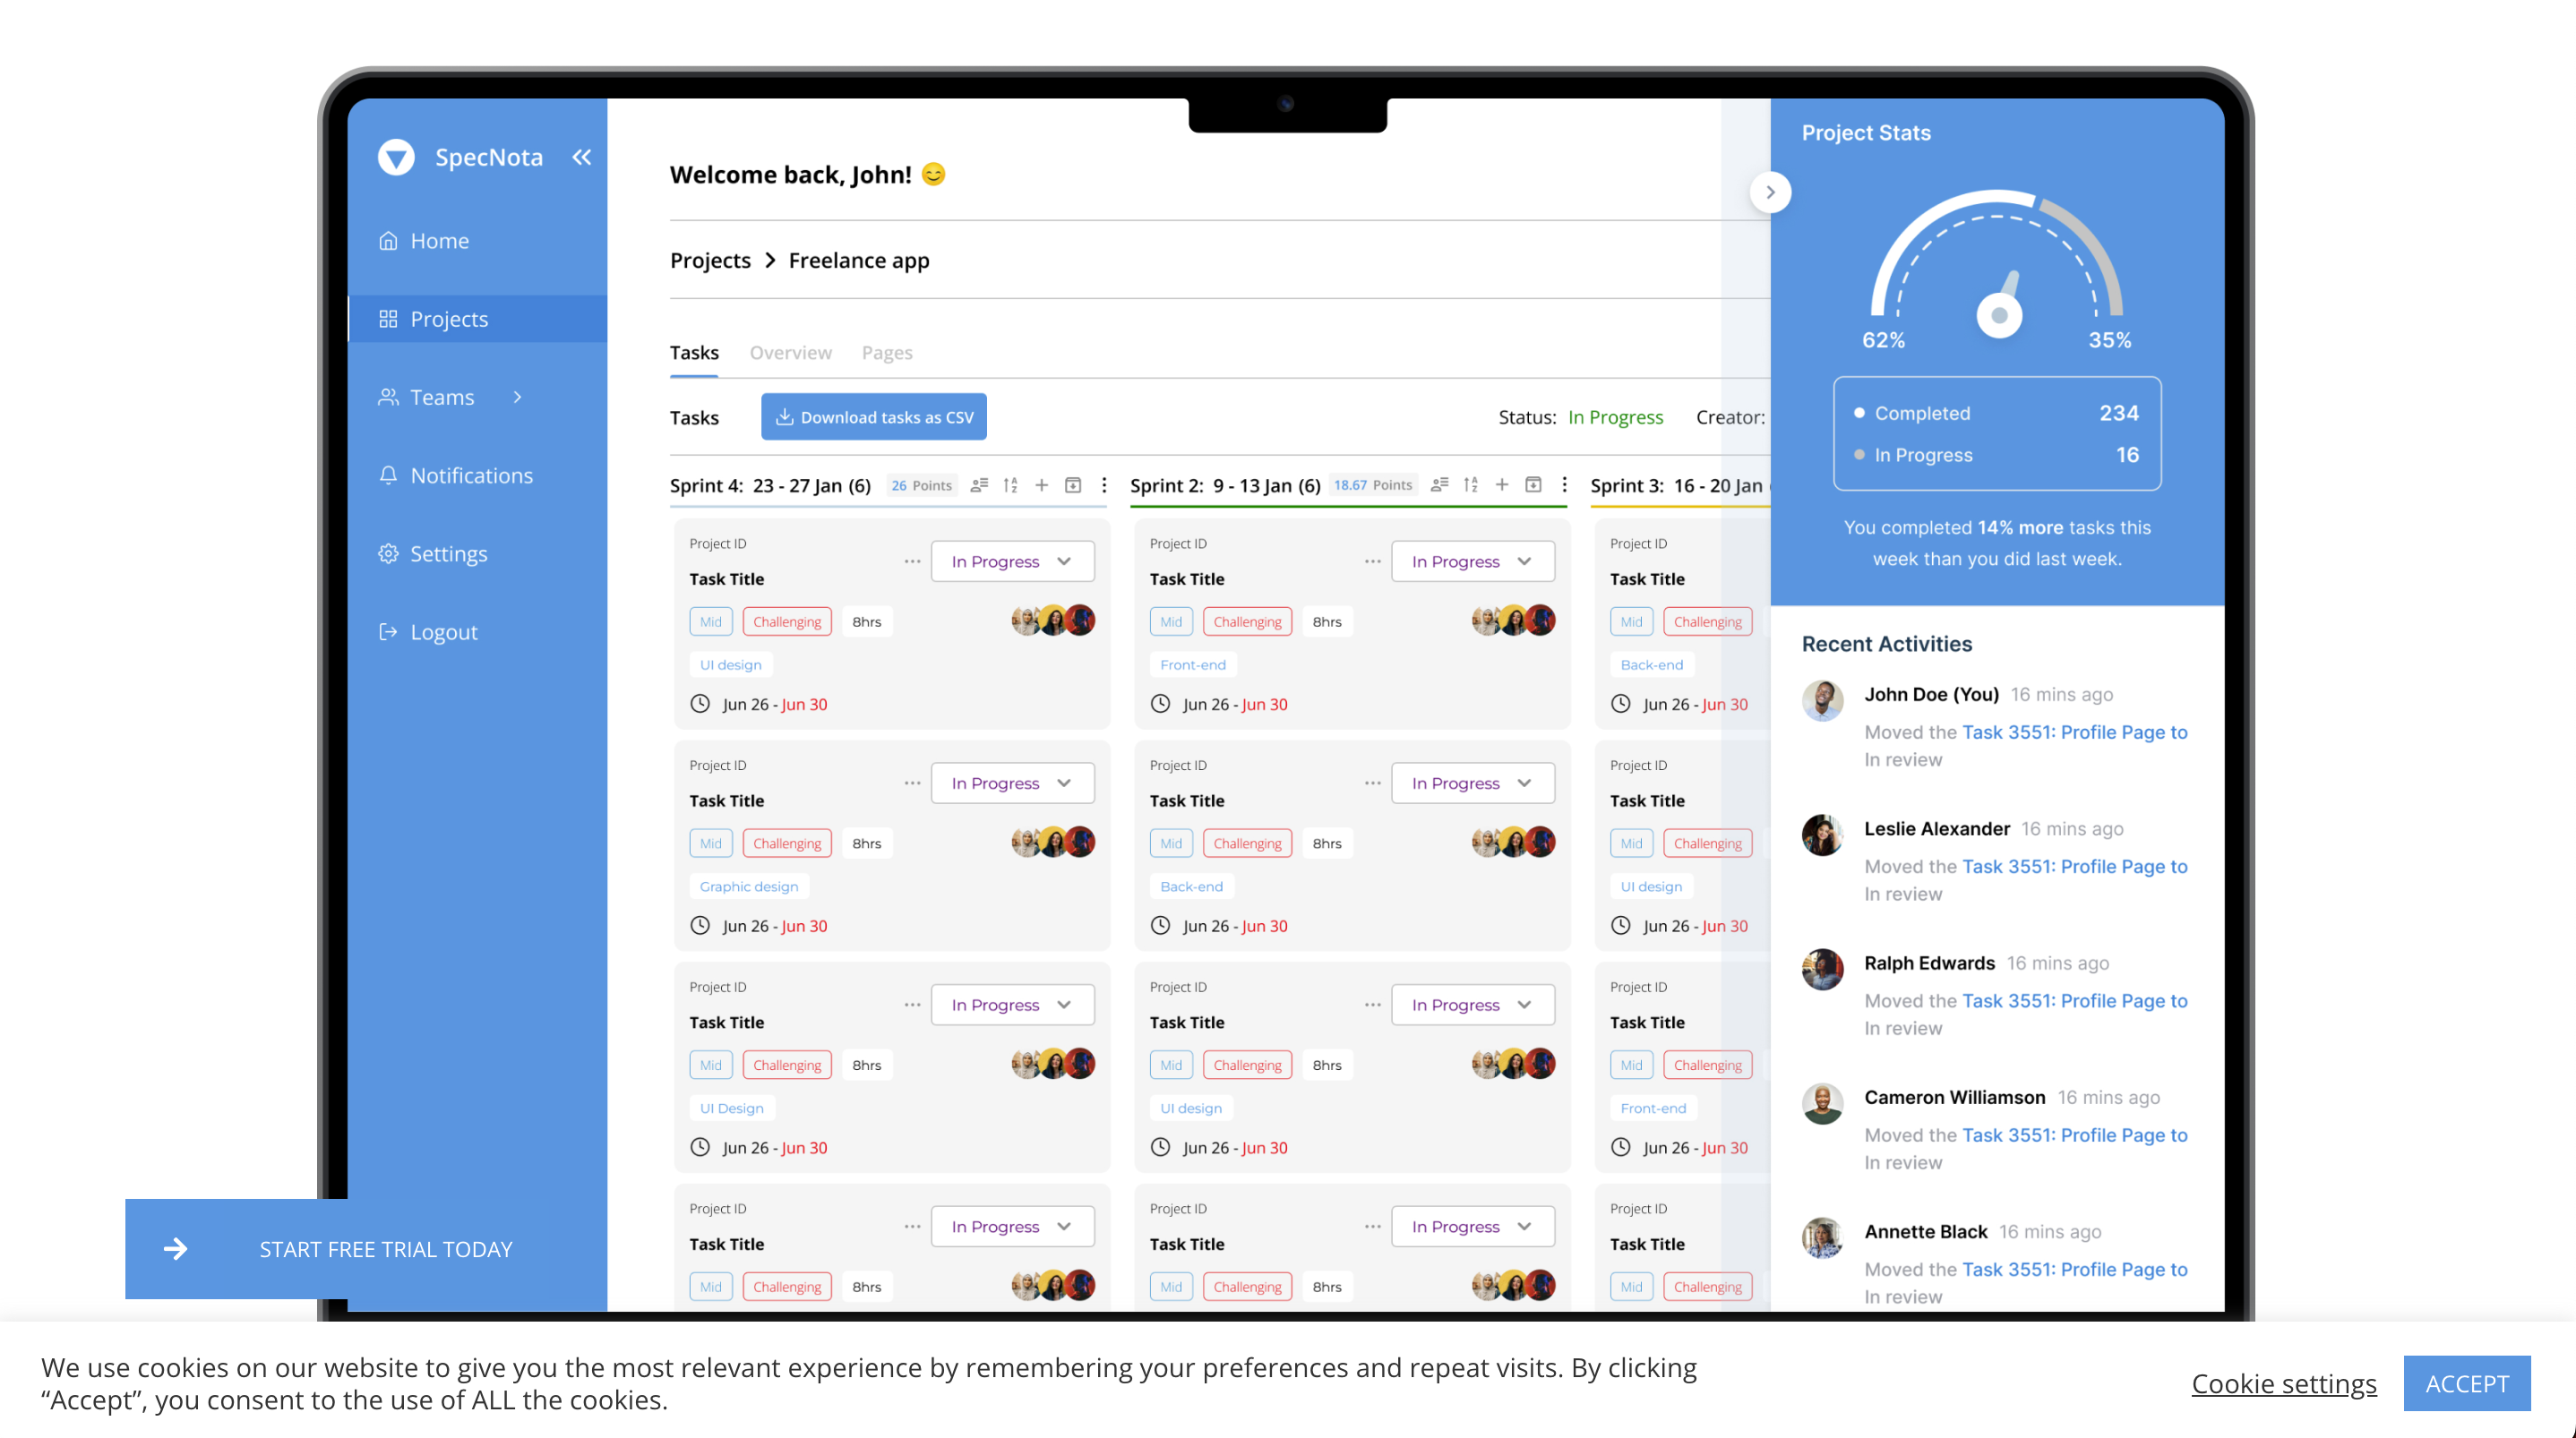 SpecNota
Home
Projects
Teams
Notifications
Settings
Logout
START FREE TRIAL TODAY
Welcome back, John! 😊
Projects > Freelance app
Tasks Overview Pages
Tasks Download tasks as CSV Status: In Progress Creator:
Sprint 4: 23 - 27 Jan (6) 26 Points
Project ID
In Progress
Task Title
Mid Challenging 8hrs
UI design
Jun 26 - Jun 30
Project ID
In Progress
Task Title
Mid Challenging 8hrs
Graphic design
Jun 26 - Jun 30
Project ID
In Progress
Task Title
Mid Challenging 8hrs
UI Design
Jun 26 - Jun 30
Project ID
In Progress
Task Title
Mid Challenging 8hrs
Sprint 2: 9 - 13 Jan (6) 18.67 Points
Project ID
In Progress
Task Title
Mid Challenging 8hrs
Front-end
Jun 26 - Jun 30
Project ID
In Progress
Task Title
Mid Challenging 8hrs
Back-end
Jun 26 - Jun 30
Project ID
In Progress
Task Title
Mid Challenging 8hrs
UI design
Jun 26 - Jun 30
Project ID
In Progress
Task Title
Mid Challenging 8hrs
Sprint 3: 16 - 20 Jan
Project ID
Task Title
Mid Challenging
Back-end
Jun 26 - Jun 30
Project ID
Task Title
Mid Challenging
UI design
Jun 26 - Jun 30
Project ID
Task Title
Mid Challenging
Front-end
Jun 26 - Jun 30
Project ID
Task Title
Mid Challenging
Project Stats
62% 35%
Completed 234
In Progress 16
You completed 14% more tasks this
week than you did last week.
Recent Activities
John Doe (You) 16 mins ago
Moved the Task 3551: Profile Page to
In review
Leslie Alexander 16 mins ago
Moved the Task 3551: Profile Page to
In review
Ralph Edwards 16 mins ago
Moved the Task 3551: Profile Page to
In review
Cameron Williamson 16 mins ago
Moved the Task 3551: Profile Page to
In review
Annette Black 16 mins ago
Moved the Task 3551: Profile Page to
In review
We use cookies on our website to give you the most relevant experience by remembering your preferences and repeat visits. By clicking
“Accept”, you consent to the use of ALL the cookies.
Cookie settings
ACCEPT